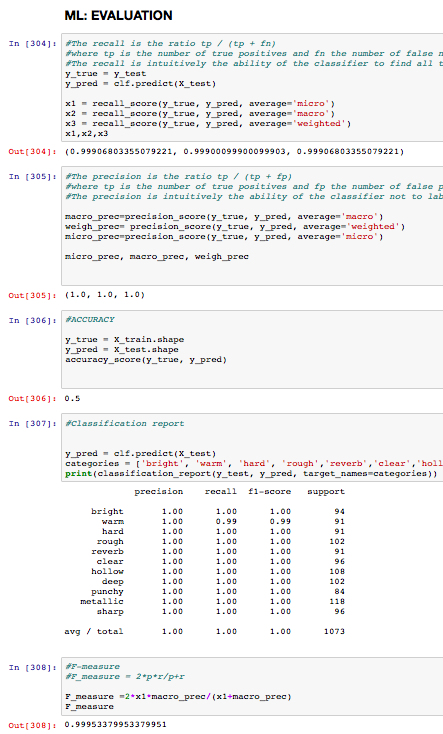 ML: EVALUATION
In [304]: #The recall is the ratio tp / (tp + fn)
#where tp is the number of true positives and fn the number of false n
#The recall is intuitively the ability of the classifier to find all t
y_true = y_test
y_pred = clf.predict(X_test)
x1 = recall_score(y_true, y_pred, average='micro')
x2 = recall_score(y_true, y_pred, average='macro')
x3 = recall_score(y_true, y_pred, average='weighted')
x1,x2,x3
Out[304]: (0.99906803355079221, 0.99900099900099903, 0.99906803355079221)
In [305]: #The precision is the ratio tp / (tp + fp)
#where tp is the number of true positives and fp the number of false p
#The precision is intuitively the ability of the classifier not to lab
macro_prec=precision_score(y_true, y_pred, average='macro')
weigh_prec= precision_score(y_true, y_pred, average='weighted')
micro_prec=precision_score(y_true, y_pred, average='micro')
micro_prec, macro_prec, weigh_prec
Out[305]: (1.0, 1.0, 1.0)
In [306]: #ACCURACY
y_true = X_train.shape
y_pred = X_test.shape
accuracy_score(y_true, y_pred)
Out[306]: 0.5
In [307]: #Classification report
y_pred = clf.predict(X_test)
categories = ['bright', 'warm', 'hard', 'rough','reverb','clear','holl
print(classification_report(y_test, y_pred, target_names=categories))
precision recall f1-score support
bright 1.00 1.00 1.00 94
warm 1.00 0.99 0.99 91
hard 1.00 1.00 1.00 91
rough 1.00 1.00 1.00 102
reverb 1.00 1.00 1.00 91
clear 1.00 1.00 1.00 96
hollow 1.00 1.00 1.00 108
deep 1.00 1.00 1.00 102
punchy 1.00 1.00 1.00 84
metallic 1.00 1.00 1.00 118
sharp 1.00 1.00 1.00 96
avg / total 1.00 1.00 1.00 1073
In [308]: #F-measure
#F_measure = 2*p*r/p+r
F_measure =2*x1*macro_prec/(x1+macro_prec)
F_measure
Out[308]: 0.99953379953379951